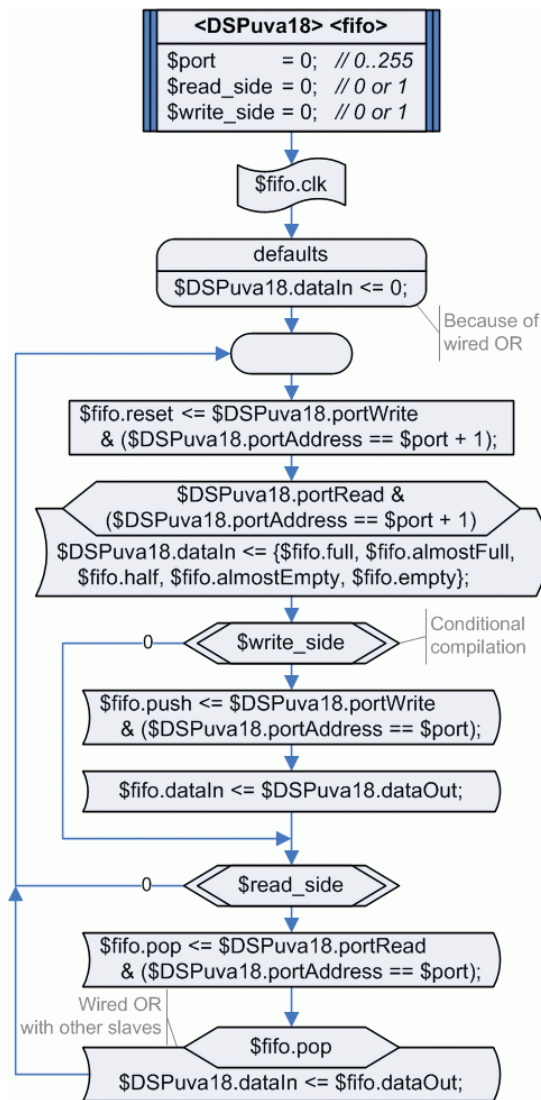 <DSPuva18> <fifo>
$port = 0; // 0..255
$read_side = 0; // 0 or 1
$write_side = 0; // 0 or 1
$fifo.clk
defaults
$DSPuva18.dataIn <= 0;
Because of
wired OR
$fifo.reset <= $DSPuva18.portWrite
& ($DSPuva18.portAddress == $port + 1);
$DSPuva18.portRead &
($DSPuva18.portAddress == $port + 1)
$DSPuva18.dataIn <= {$fifo.full, $fifo.almostFull,
$fifo.half, $fifo.almostEmpty, $fifo.empty};
0
$write_side
Conditional
compilation
$fifo.push <= $DSPuva18.portWrite
& ($DSPuva18.portAddress == $port);
$fifo.dataIn <= $DSPuva18.dataOut;
0
$read_side
$fifo.pop <= $DSPuva18.portRead
& ($DSPuva18.portAddress == $port);
Wired OR
with other slaves
$fifo.pop
$DSPuva18.dataIn <= $fifo.dataOut;